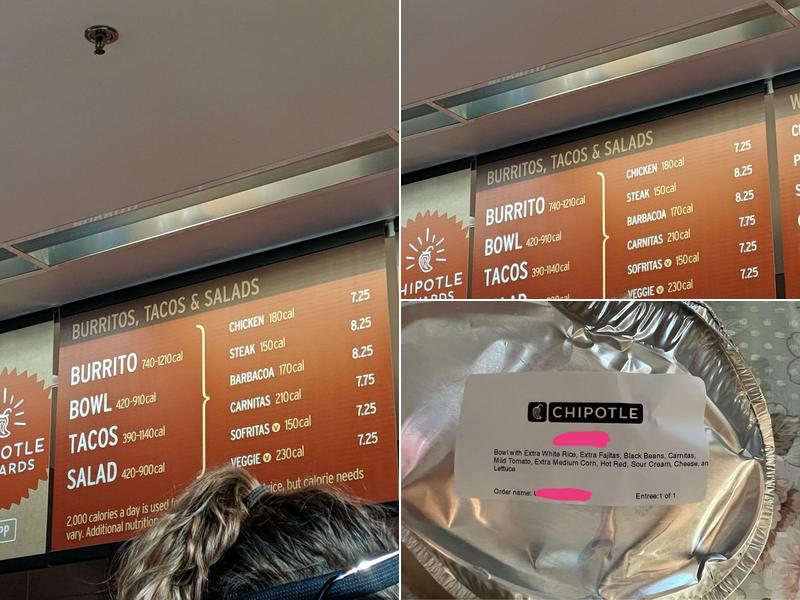 BURRITOS, TACOS & SALADS
BURRITO 740-1210cal
BOWL 420-910cal
TACOS 390-1140cal
SALAD 420-900cal
CHICKEN 180cal 7.25
STEAK 150cal 8.25
BARBACOA 170cal 8.25
CARNITAS 210cal 7.75
SOFRITAS V 150cal 7.25
VEGGIE V 230cal 7.25
2,000 calories a day is used f
rice, but calorie needs
vary. Additional nutrition
OTLE
ARDS
PP
BURRITOS, TACOS & SALADS
BURRITO 740-1210cal
BOWL 420-910cal
TACOS 390-1140cal
CHICKEN 180cal 7.25
STEAK 150cal 8.25
BARBACOA 170cal 8.25
CARNITAS 210cal 7.75
SOFRITAS V 150cal 7.25
VEGGIE V 230cal 7.25
HIPOTLE
WARDS
CHIPOTLE
Bowl with Extra White Rice, Extra Fajitas, Black Beans, Carnitas,
Mild Tomato, Extra Medium Corn, Hot Red, Sour Cream, Cheese, an
Lettuce
Order name:
Entree:1 of 1